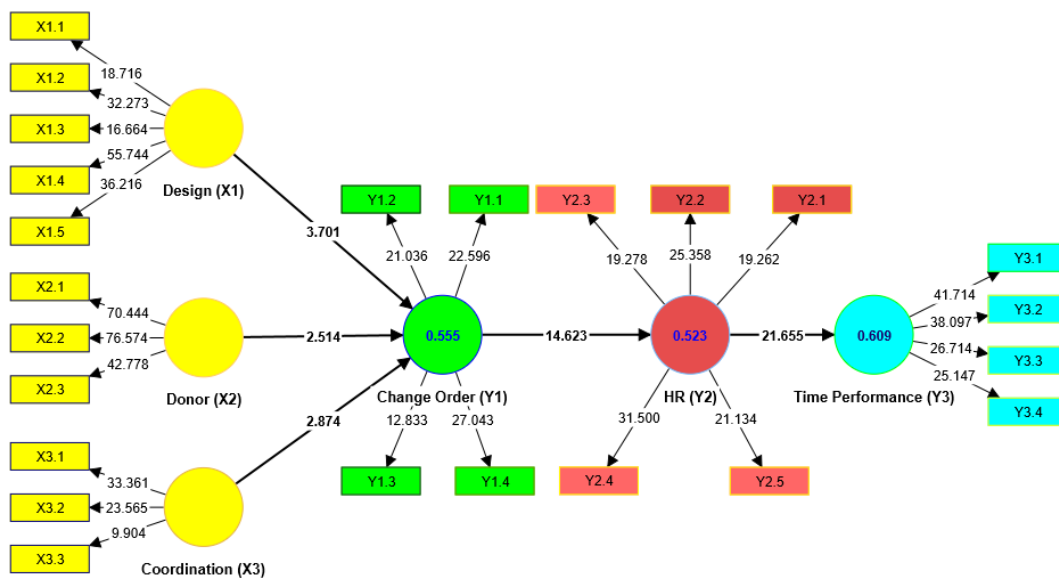 X1.1
18.716
X1.2
32.273
X1.3
16.664
X1.4
55.744
X1.5
36.216
Design (X1)
3.701
X2.1
70.444
X2.2
76.574
X2.3
42.778
Donor (X2)
2.514
X3.1
33.361
X3.2
23.565
X3.3
9.904
Coordination (X3)
2.874
Y1.2
Y1.1
21.036
22.596
0.555
Change Order (Y1)
12.833
27.043
Y1.3
Y1.4
14.623
Y2.3
Y2.2
Y2.1
19.278
25.358
19.262
0.523
HR (Y2)
31.500
21.134
Y2.4
Y2.5
21.655
0.609
Time Performance (Y3)
Y3.1
41.714
Y3.2
38.097
Y3.3
26.714
Y3.4
25.147